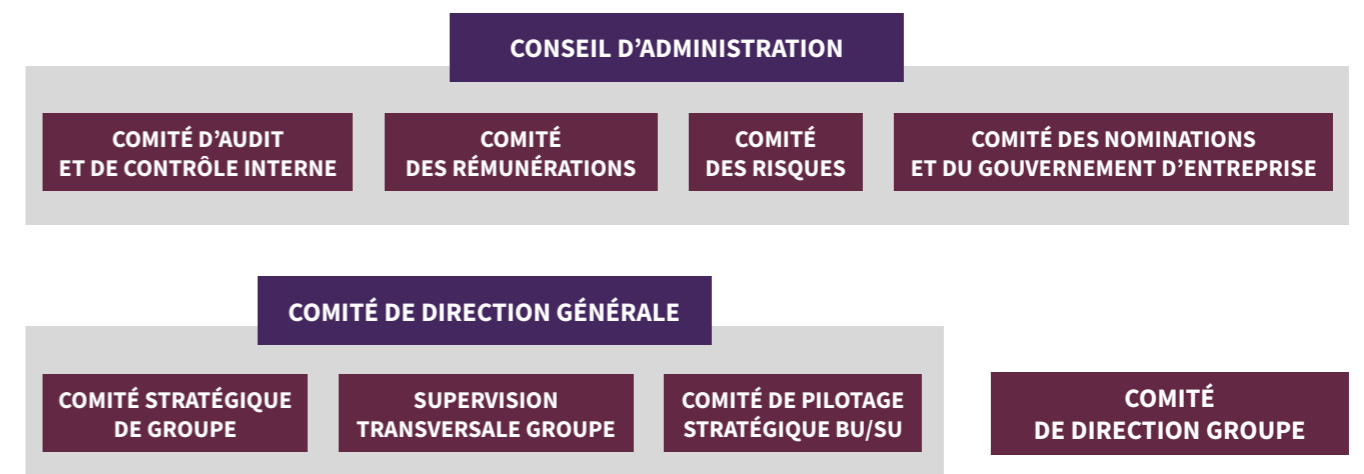 CONSEIL D’ADMINISTRATION
COMITÉ D’AUDIT
ET DE CONTRÔLE INTERNE
COMITÉ
DES RÉMUNÉRATIONS
COMITÉ
DES RISQUES
COMITÉ DES NOMINATIONS
ET DU GOUVERNEMENT D’ENTREPRISE
COMITÉ DE DIRECTION GÉNÉRALE
COMITÉ STRATÉGIQUE
DE GROUPE
SUPERVISION
TRANSVERSALE GROUPE
COMITÉ DE PILOTAGE
STRATÉGIQUE BU/SU
COMITÉ
DE DIRECTION GROUPE